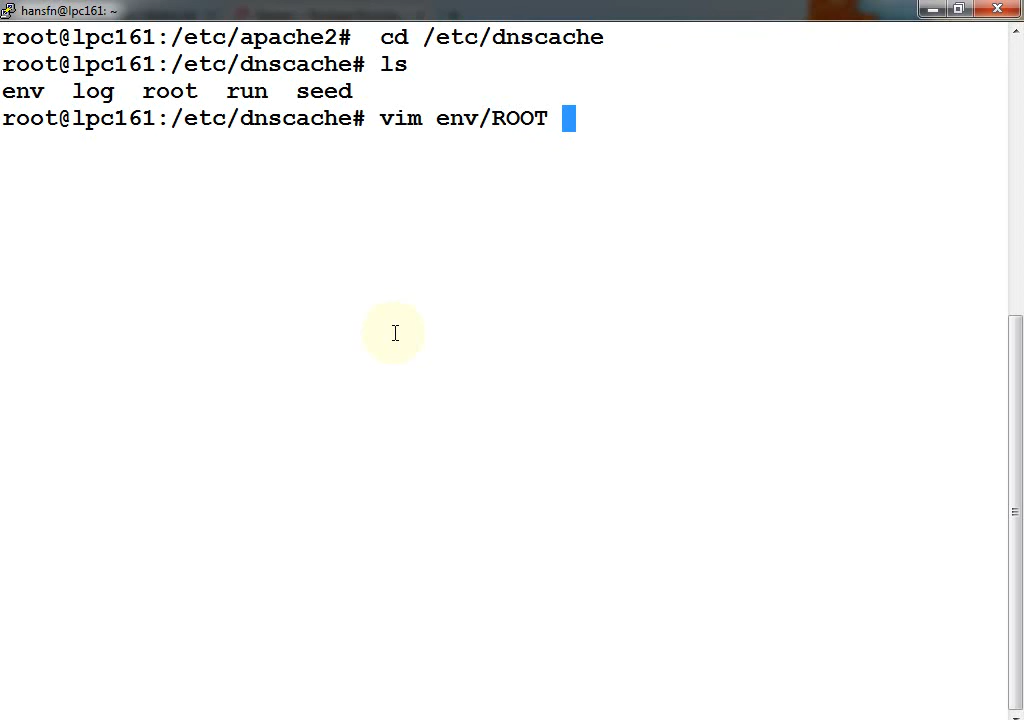 hansfn@lpc161: ~
root@lpc161:/etc/apache2#  cd /etc/dnscache
root@lpc161:/etc/dnscache# ls
env  log  root  run  seed
root@lpc161:/etc/dnscache# vim env/ROOT